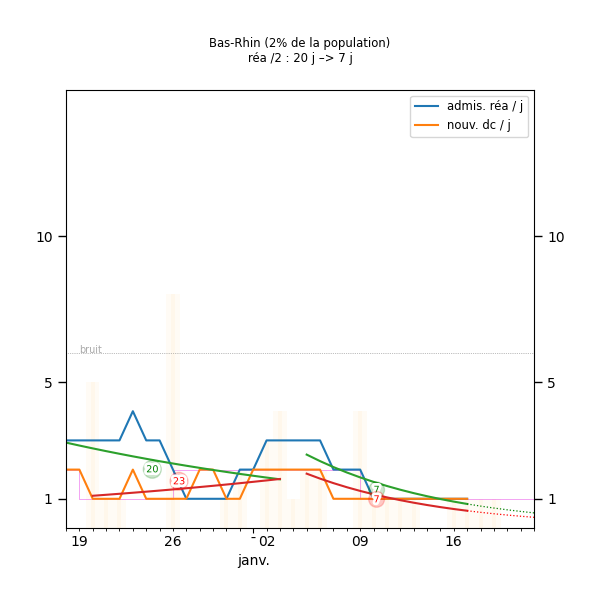 Bas-Rhin (2% de la population)
réa /2 : 20 j –> 7 j
admis. réa / j
nouv. dc / j
10 10
bruit
5 5
20
23
7
7
1 1
19 26 02 09 16
janv.